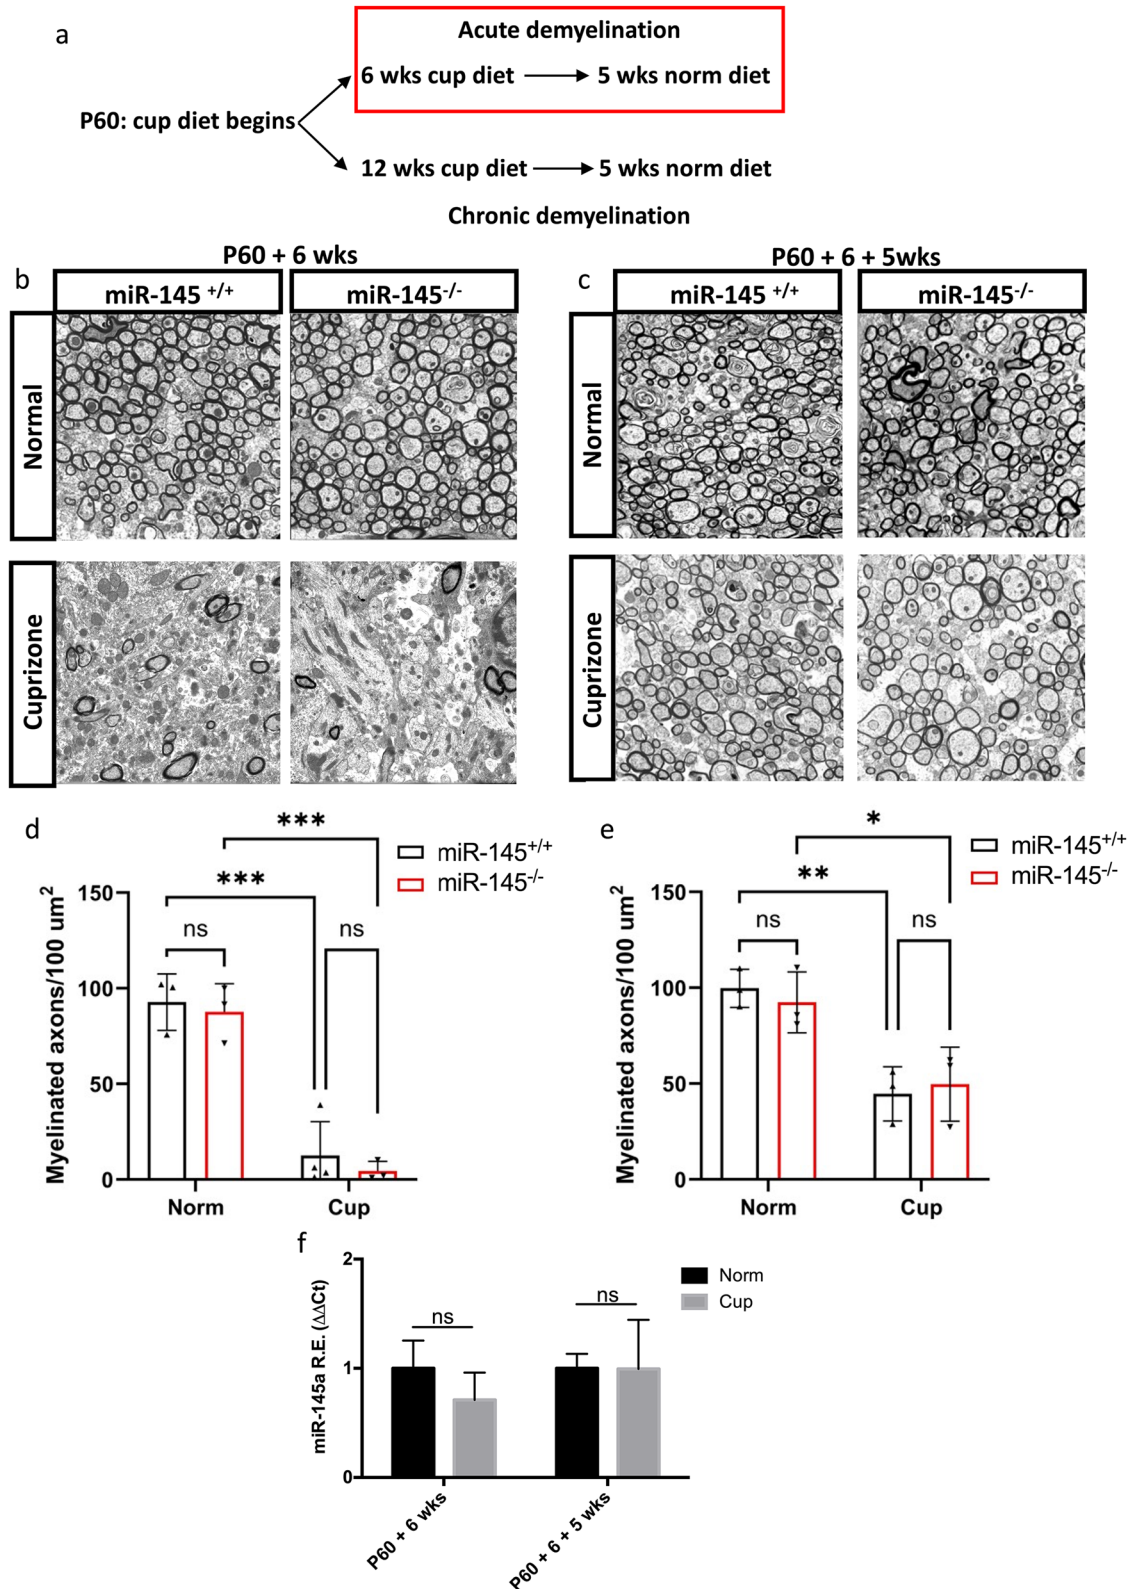 a
Acute demyelination
6 wks cup diet 5 wks norm diet
P60: cup diet begins
12 wks cup diet 5 wks norm diet
Chronic demyelination
P60 + 6 wks
P60 + 6 + 5wks
b
miR-145 +/+
miR-145-/-
c
miR-145 +/+
miR-145-/-
Normal
Normal
Cuprizone
Cuprizone
d
***
***
ns
ns
miR-145+/+
miR-145-/-
Myelinated axons/100 um2
150
100
50
0
Norm
Cup
e
*
**
ns
ns
miR-145+/+
miR-145-/-
Myelinated axons/100 um2
150
100
50
0
Norm
Cup
f
miR-145a R.E. (ΔΔCt)
2
1
0
ns
ns
Norm
Cup
P60 + 6 wks
P60 + 6 + 5 wks